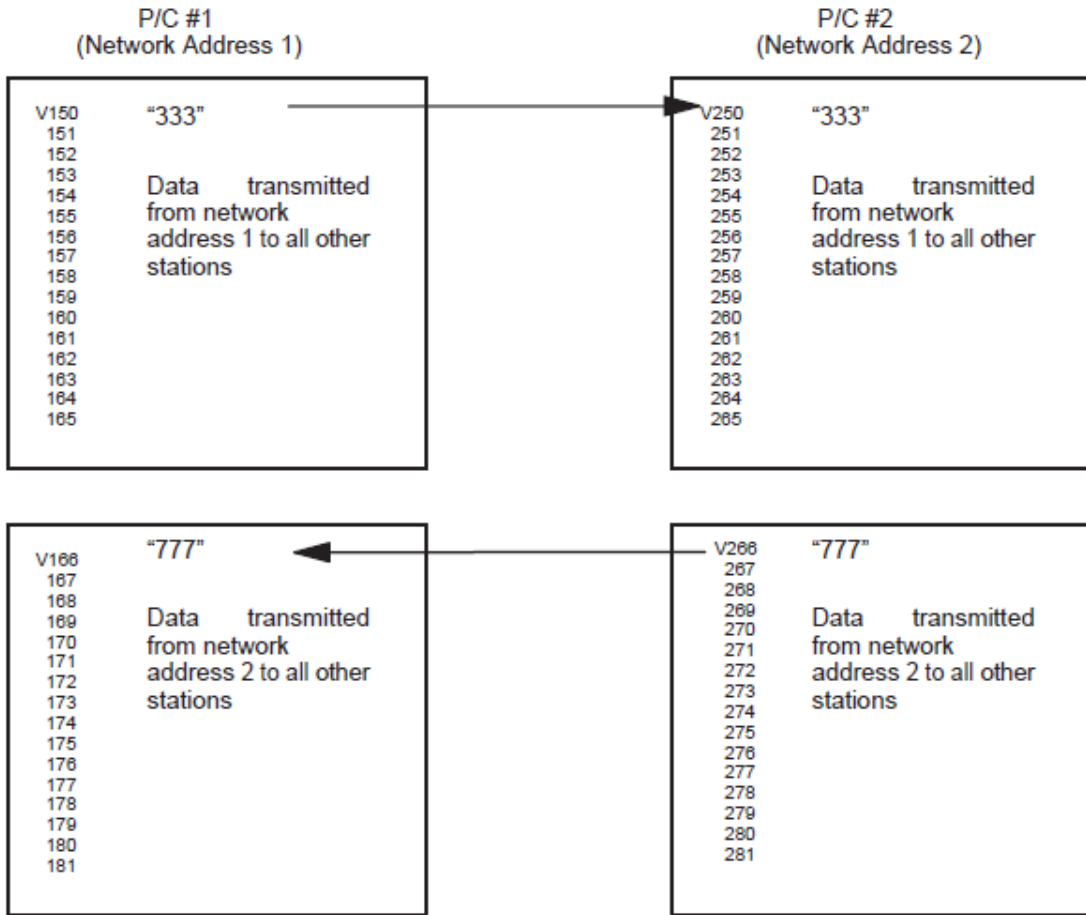 P/C #1
(Network Address 1)
P/C #2
(Network Address 2)
V150
151
152
153
154
155
156
157
158
159
160
161
162
163
164
165
“333”
Data transmitted
from network
address 1 to all other
stations
V250
251
252
253
254
255
256
257
258
259
260
261
262
263
264
265
“333”
Data transmitted
from network
address 1 to all other
stations
V166
167
168
169
170
171
172
173
174
175
176
177
178
179
180
181
“777”
Data transmitted
from network
address 2 to all other
stations
V266
267
268
269
270
271
272
273
274
275
276
277
278
279
280
281
“777”
Data transmitted
from network
address 2 to all other
stations